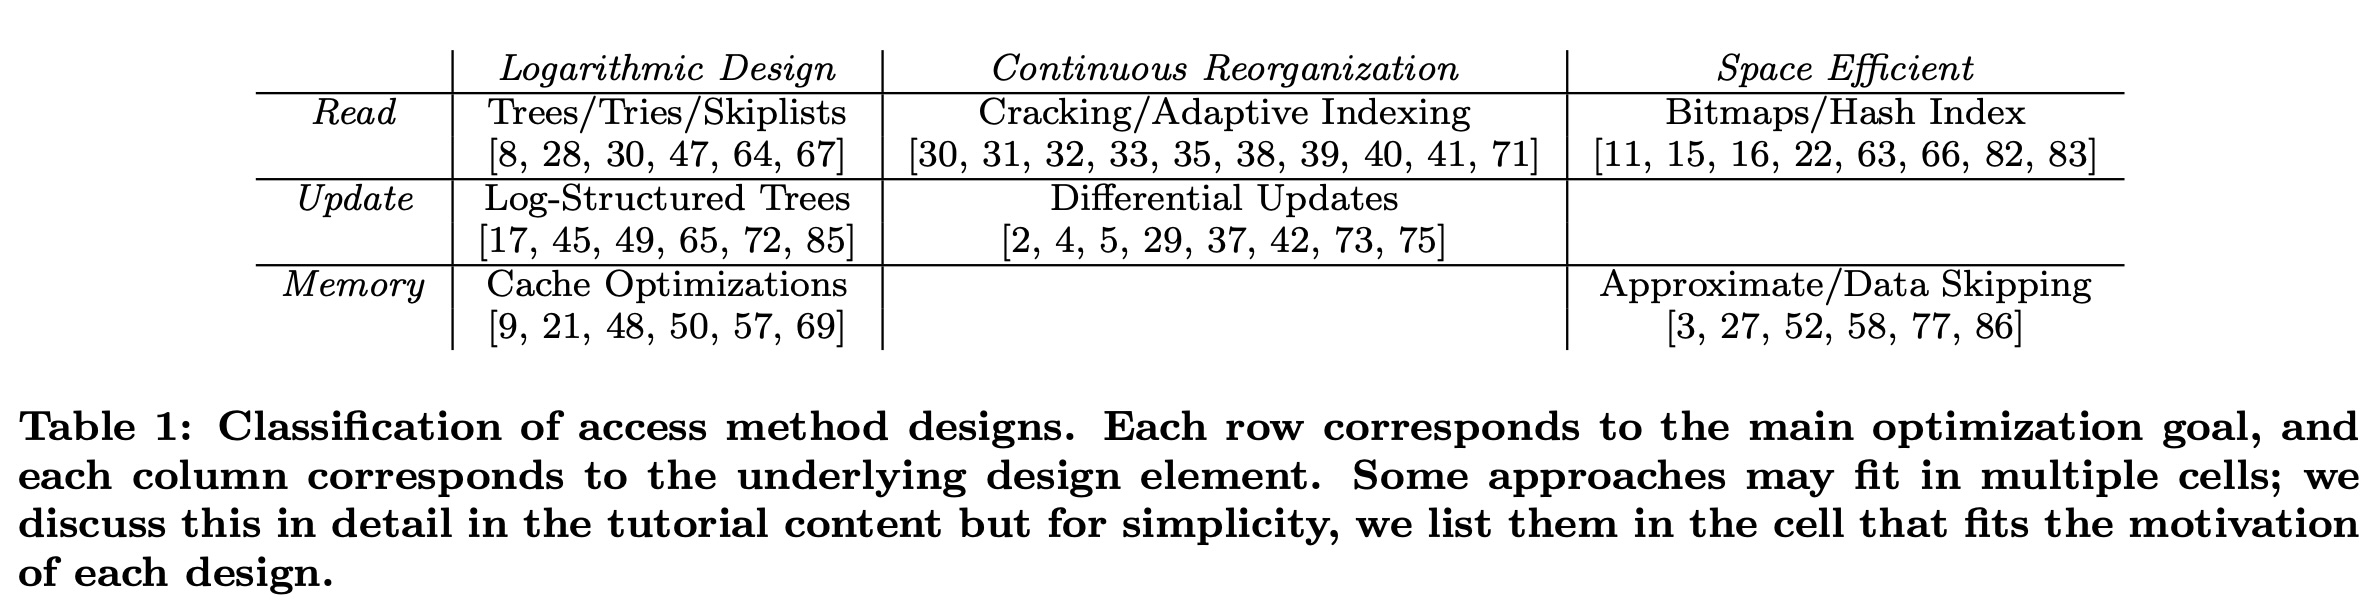 Logarithmic Design Continuous Reorganization Space Efficient
Read Trees/Tries/Skiplists Cracking/Adaptive Indexing Bitmaps/Hash Index
[8, 28, 30, 47, 64, 67] [30, 31, 32, 33, 35, 38, 39, 40, 41, 71] [11, 15, 16, 22, 63, 66, 82, 83]
Update Log-Structured Trees Differential Updates
[17, 45, 49, 65, 72, 85] [2, 4, 5, 29, 37, 42, 73, 75]
Memory Cache Optimizations Approximate/Data Skipping
[9, 21, 48, 50, 57, 69] [3, 27, 52, 58, 77, 86]
Table 1: Classification of access method designs. Each row corresponds to the main optimization goal, and
each column corresponds to the underlying design element. Some approaches may fit in multiple cells; we
discuss this in detail in the tutorial content but for simplicity, we list them in the cell that fits the motivation
of each design.